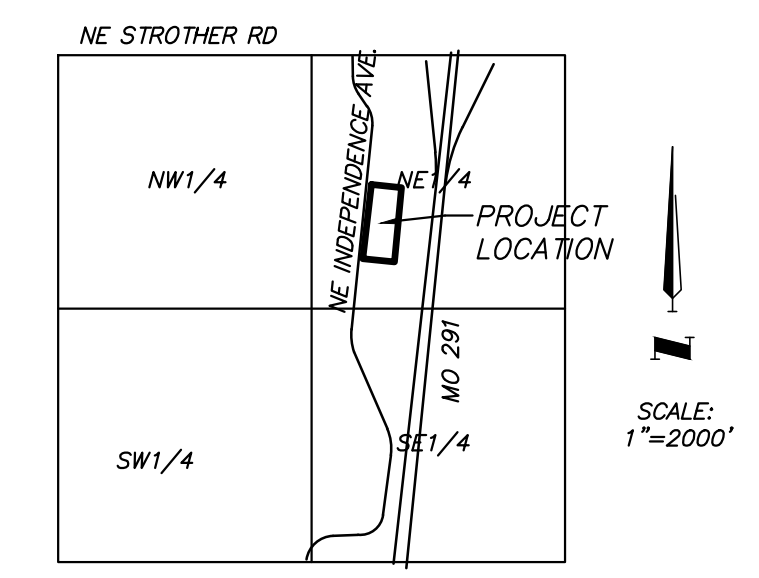 NE STROTHER RD
NE INDEPENDENCE AVE.
NW1/4
NE1/4
PROJECT
LOCATION
MO 291
SW1/4
SE1/4
N
SCALE:
1"=2000'